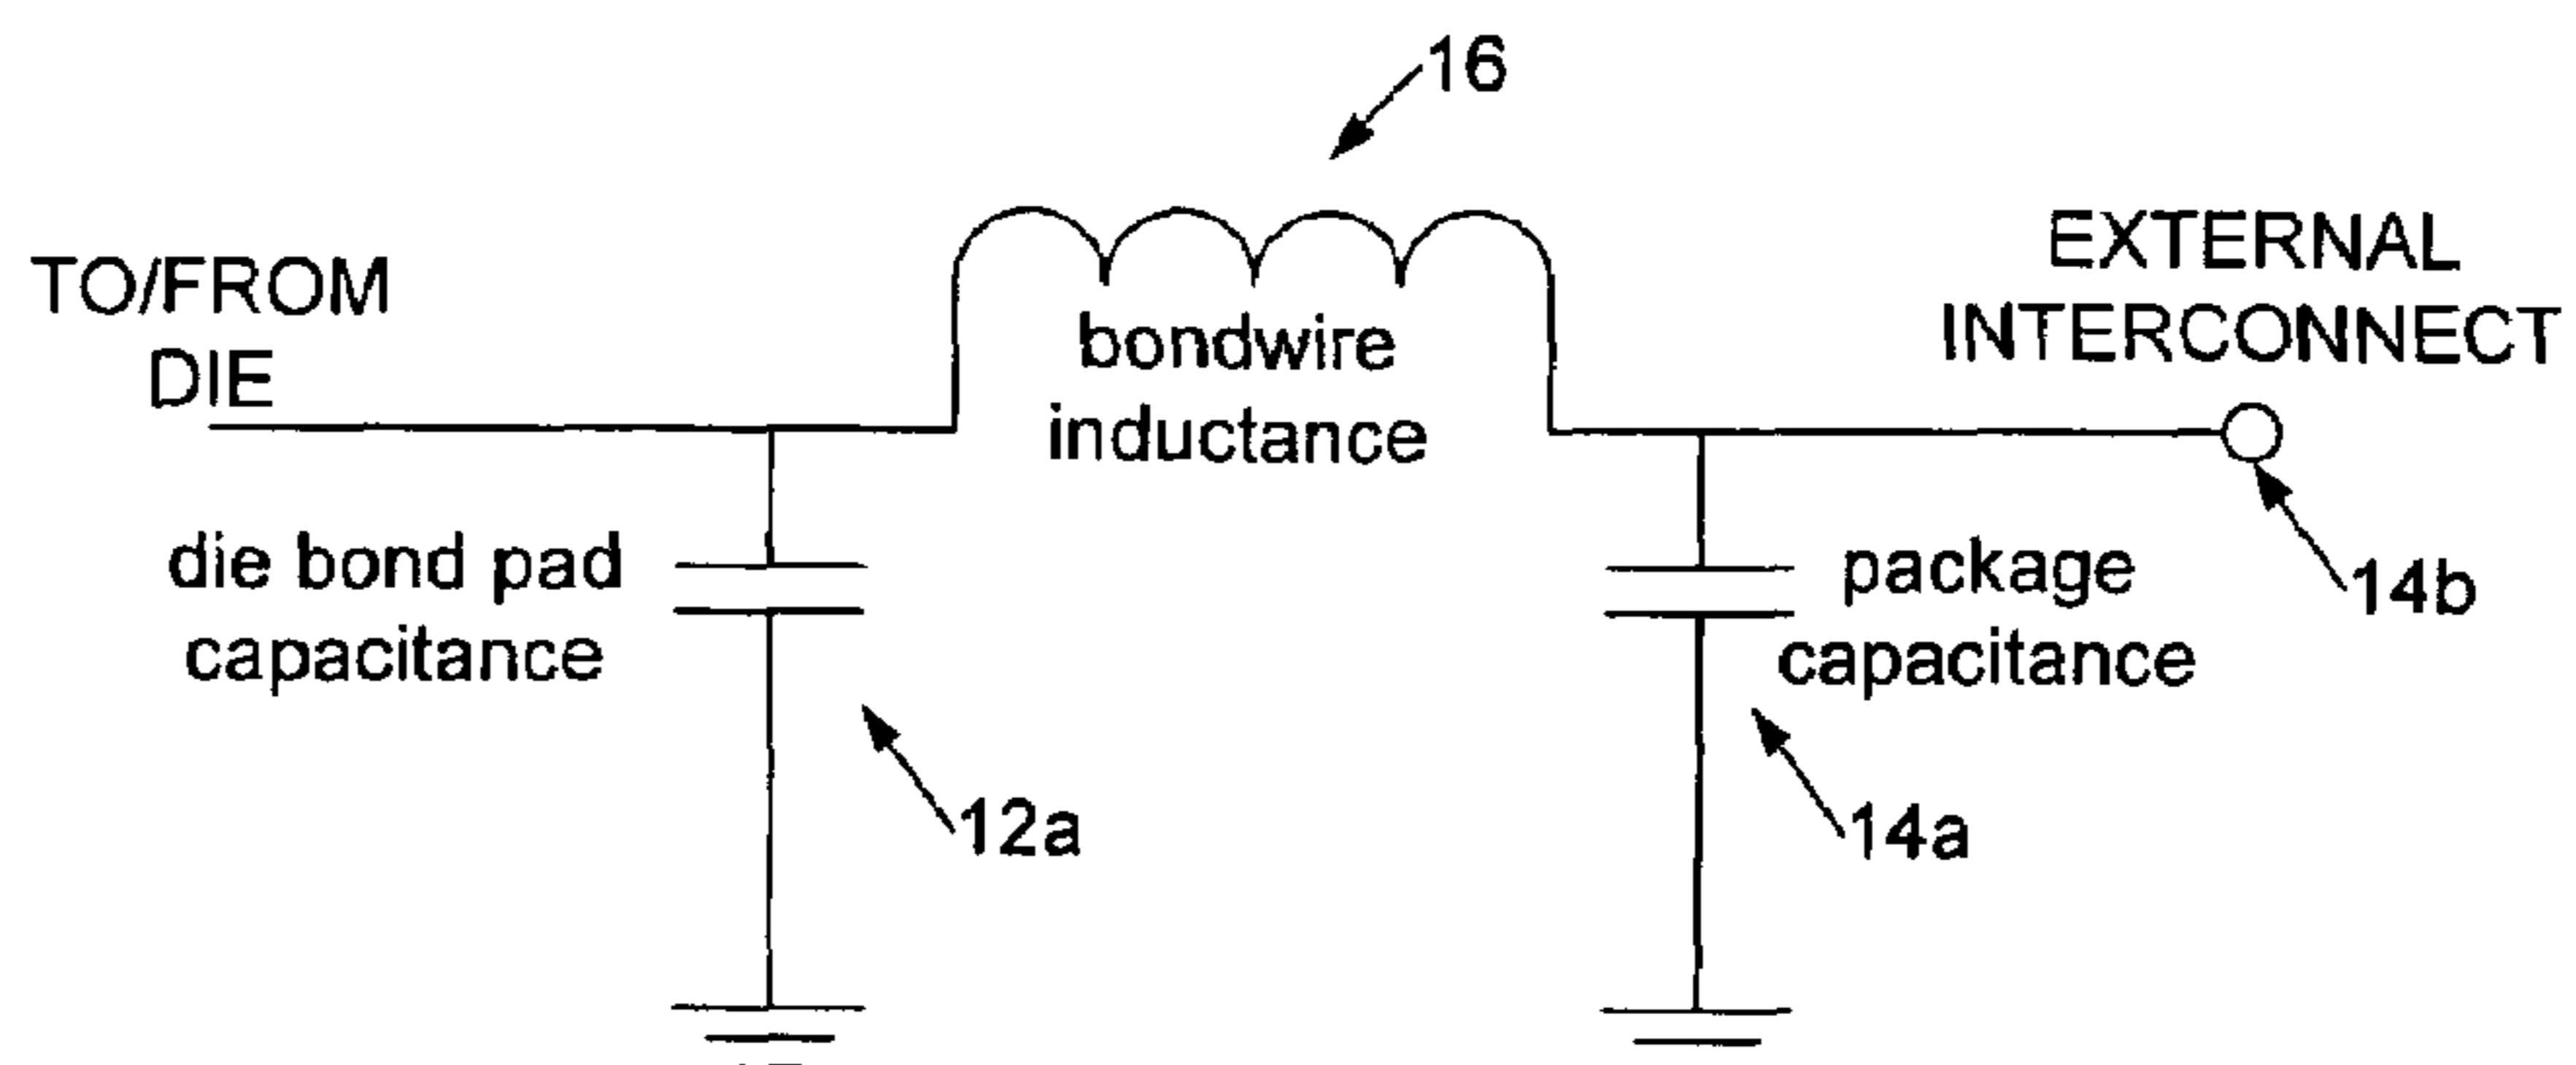 16
TO/FROM
DIE
bondwire
inductance
EXTERNAL
INTERCONNECT
die bond pad
capacitance
12a
package
capacitance
14a
14b